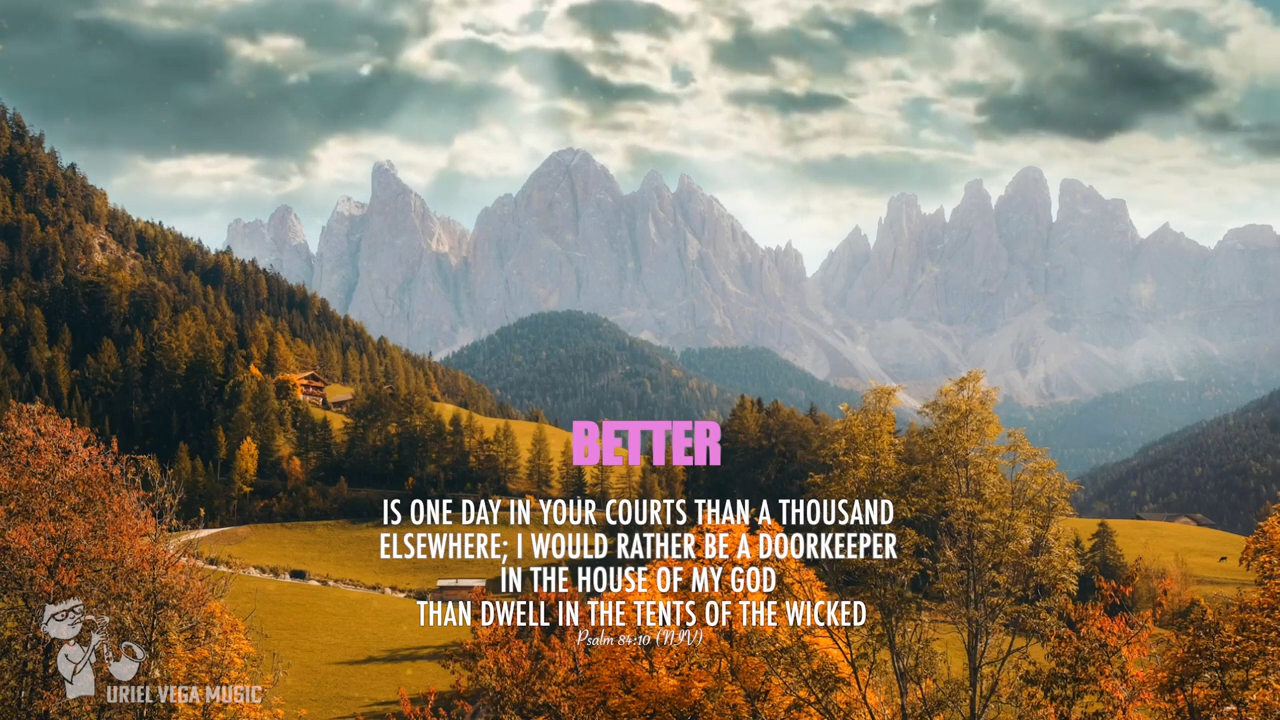 BETTER
IS ONE DAY IN YOUR COURTS THAN A THOUSAND
ELSEWHERE; I WOULD RATHER BE A DOORKEEPER
IN THE HOUSE OF MY GOD
THAN DWELL IN THE TENTS OF THE WICKED
Psalm 84:10 (NIV)
URIEL VEGA MUSIC